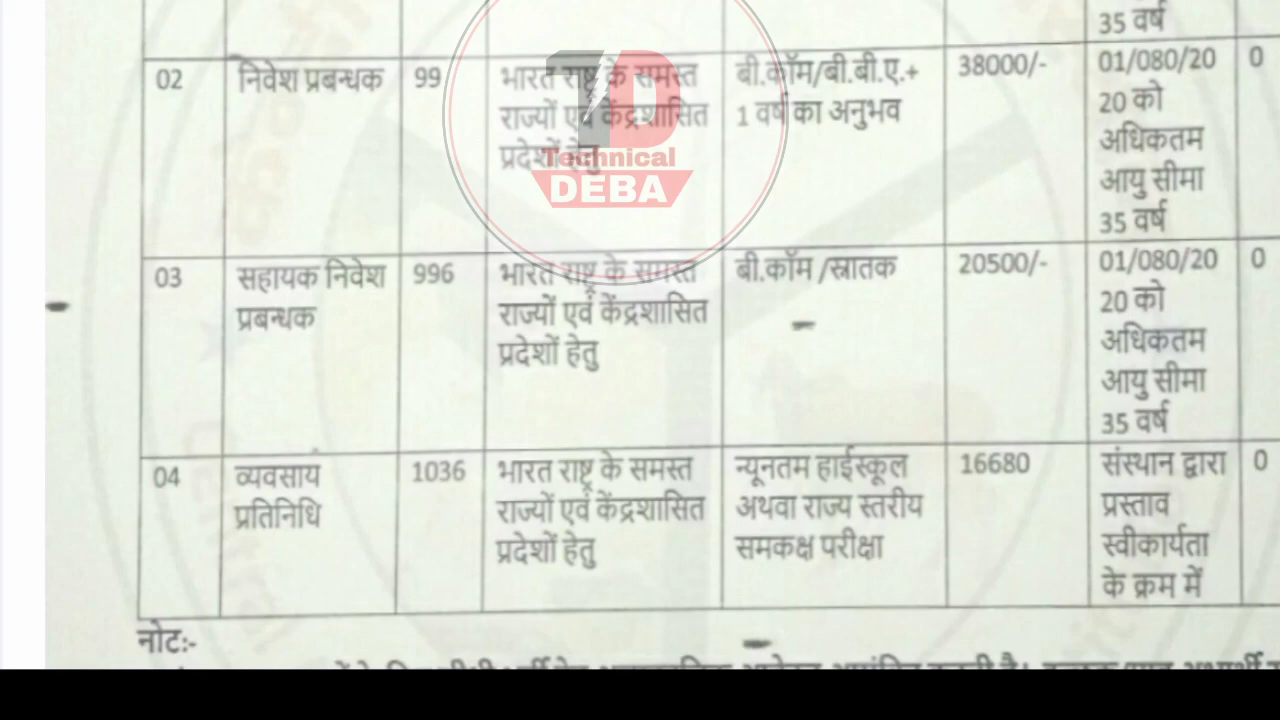 35 वर्ष
02 निवेश प्रबन्धक 99 भारत राष्ट्र के समस्त बी.कॉम/बी.बी.ए.+ 38000/- 01/080/20 0
राज्यों एवं केंद्रशासित 1 वर्ष का अनुभव 20 को
प्रदेशों हेतु अधिकतम
आयु सीमा
35 वर्ष
Technical
DEBA
03 सहायक निवेश 996 भारत राष्ट्र के समस्त बी.कॉम /स्नातक 20500/- 01/080/20 0
प्रबन्धक राज्यों एवं केंद्रशासित 20 को
प्रदेशों हेतु अधिकतम
आयु सीमा
35 वर्ष
04 व्यवसाय 1036 भारत राष्ट्र के समस्त न्यूनतम हाईस्कूल 16680 संस्थान द्वारा 0
प्रतिनिधि राज्यों एवं केंद्रशासित अथवा राज्य स्तरीय प्रस्ताव
प्रदेशों हेतु समकक्ष परीक्षा स्वीकार्यता
के क्रम में
नोटः-